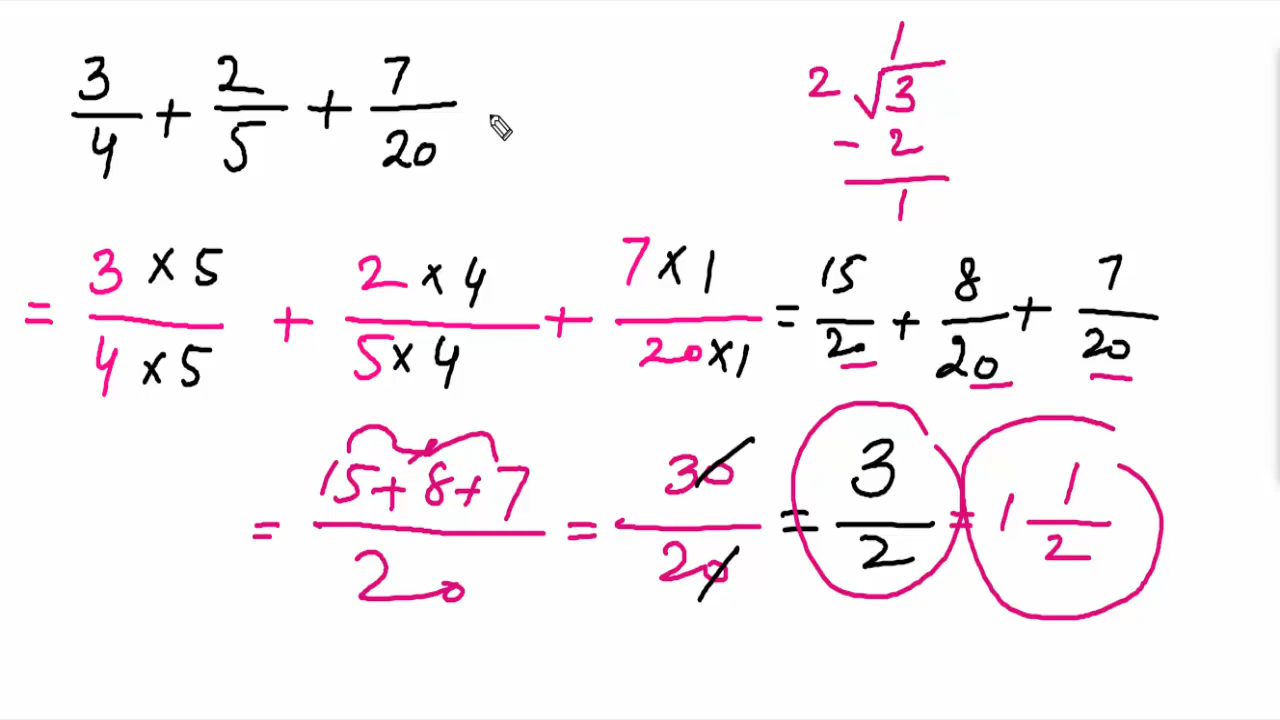 3/4 + 2/5 + 7/20
2 √3
1
- 2
1
= 3 × 5 / 4 × 5 + 2 × 4 / 5 × 4 + 7 × 1 / 20 × 1 = 15/20 + 8/20 + 7/20
= 15 + 8 + 7 / 20 = 30/20 = 3/2 = 1 1/2